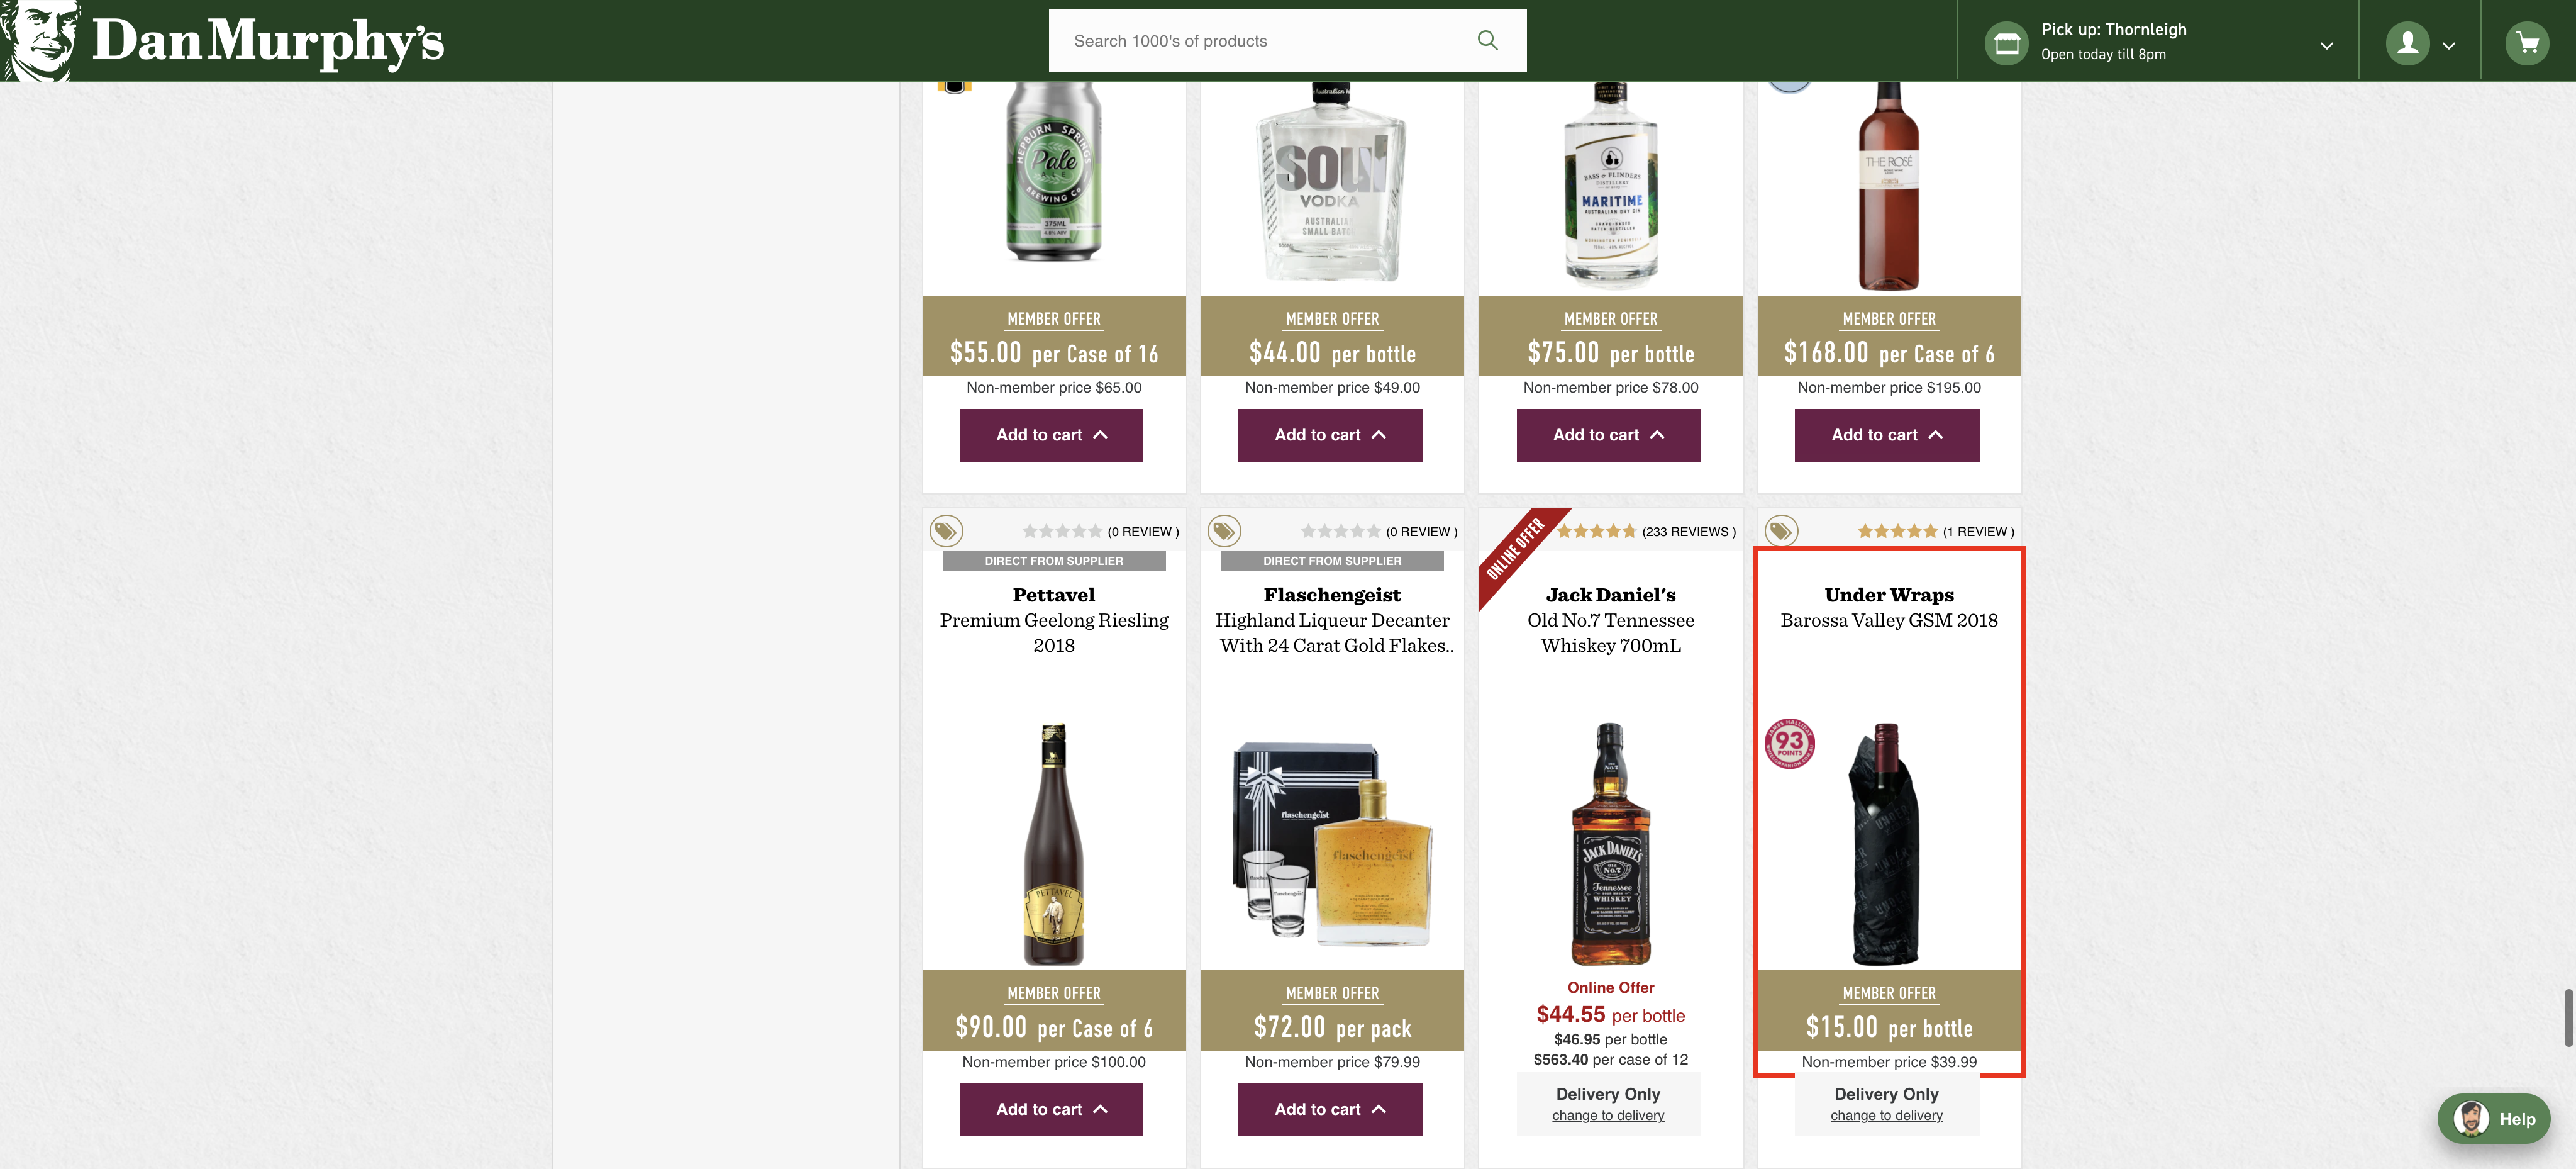 Dan Murphy's
Search 1000's of products
Pick up: Thornleigh
Open today till 8pm
HEPBURN SPRINGS
Pale
ALE
BREWING Co
375ML
4.8% ABV
SOUL
VODKA
AUSTRALIAN
SMALL BATCH
BASS & FLINDERS
DISTILLERY
MARITIME
AUSTRALIAN DRY GIN
THE ROSÉ
MEMBER OFFER
$55.00 per Case of 16
Non-member price $65.00
Add to cart
MEMBER OFFER
$44.00 per bottle
Non-member price $49.00
Add to cart
MEMBER OFFER
$75.00 per bottle
Non-member price $78.00
Add to cart
MEMBER OFFER
$168.00 per Case of 6
Non-member price $195.00
Add to cart
(0 REVIEW )
DIRECT FROM SUPPLIER
Pettavel
Premium Geelong Riesling
2018
PETTAVEL
MEMBER OFFER
$90.00 per Case of 6
Non-member price $100.00
Add to cart
(0 REVIEW )
DIRECT FROM SUPPLIER
Flaschengeist
Highland Liqueur Decanter
With 24 Carat Gold Flakes..
flaschengeist
flaschengeist
MEMBER OFFER
$72.00 per pack
Non-member price $79.99
Add to cart
ONLINE OFFER
(233 REVIEWS )
Jack Daniel's
Old No.7 Tennessee
Whiskey 700mL
JACK DANIEL'S
OLD
No.7
Tennessee
WHISKEY
Online Offer
$44.55 per bottle
$46.95 per bottle
$563.40 per case of 12
Delivery Only
change to delivery
(1 REVIEW )
Under Wraps
Barossa Valley GSM 2018
93
POINTS
MEMBER OFFER
$15.00 per bottle
Non-member price $39.99
Delivery Only
change to delivery
Help